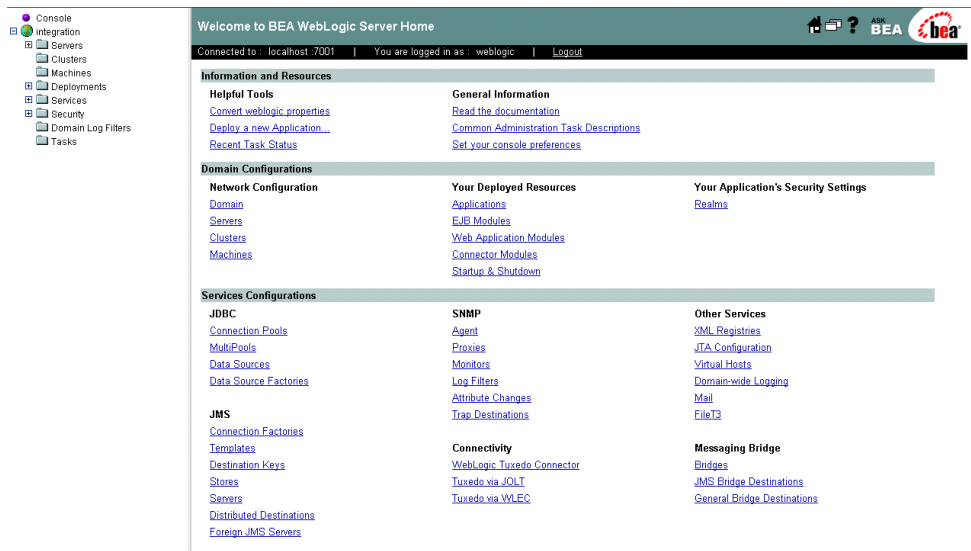 Console
integration
Servers
Clusters
Machines
Deployments
Services
Security
Domain Log Filters
Tasks
Welcome to BEA WebLogic Server Home
? ASK BEA bea
Connected to : localhost :7001 | You are logged in as : weblogic | Logout
Information and Resources
Helpful Tools General Information
Convert weblogic.properties Read the documentation
Deploy a new Application... Common Administration Task Descriptions
Recent Task Status Set your console preferences
Domain Configurations
Network Configuration Your Deployed Resources Your Application's Security Settings
Domain Applications Realms
Servers EJB Modules
Clusters Web Application Modules
Machines Connector Modules
Startup & Shutdown
Services Configurations
JDBC SNMP Other Services
Connection Pools Agent XML Registries
MultiPools Proxies JTA Configuration
Data Sources Monitors Virtual Hosts
Data Source Factories Log Filters Domain-wide Logging
Attribute Changes Mail
JMS Trap Destinations FileT3
Connection Factories
Templates Connectivity Messaging Bridge
Destination Keys WebLogic Tuxedo Connector Bridges
Stores Tuxedo via JOLT JMS Bridge Destinations
Servers Tuxedo via WLEC General Bridge Destinations
Distributed Destinations
Foreign JMS Servers